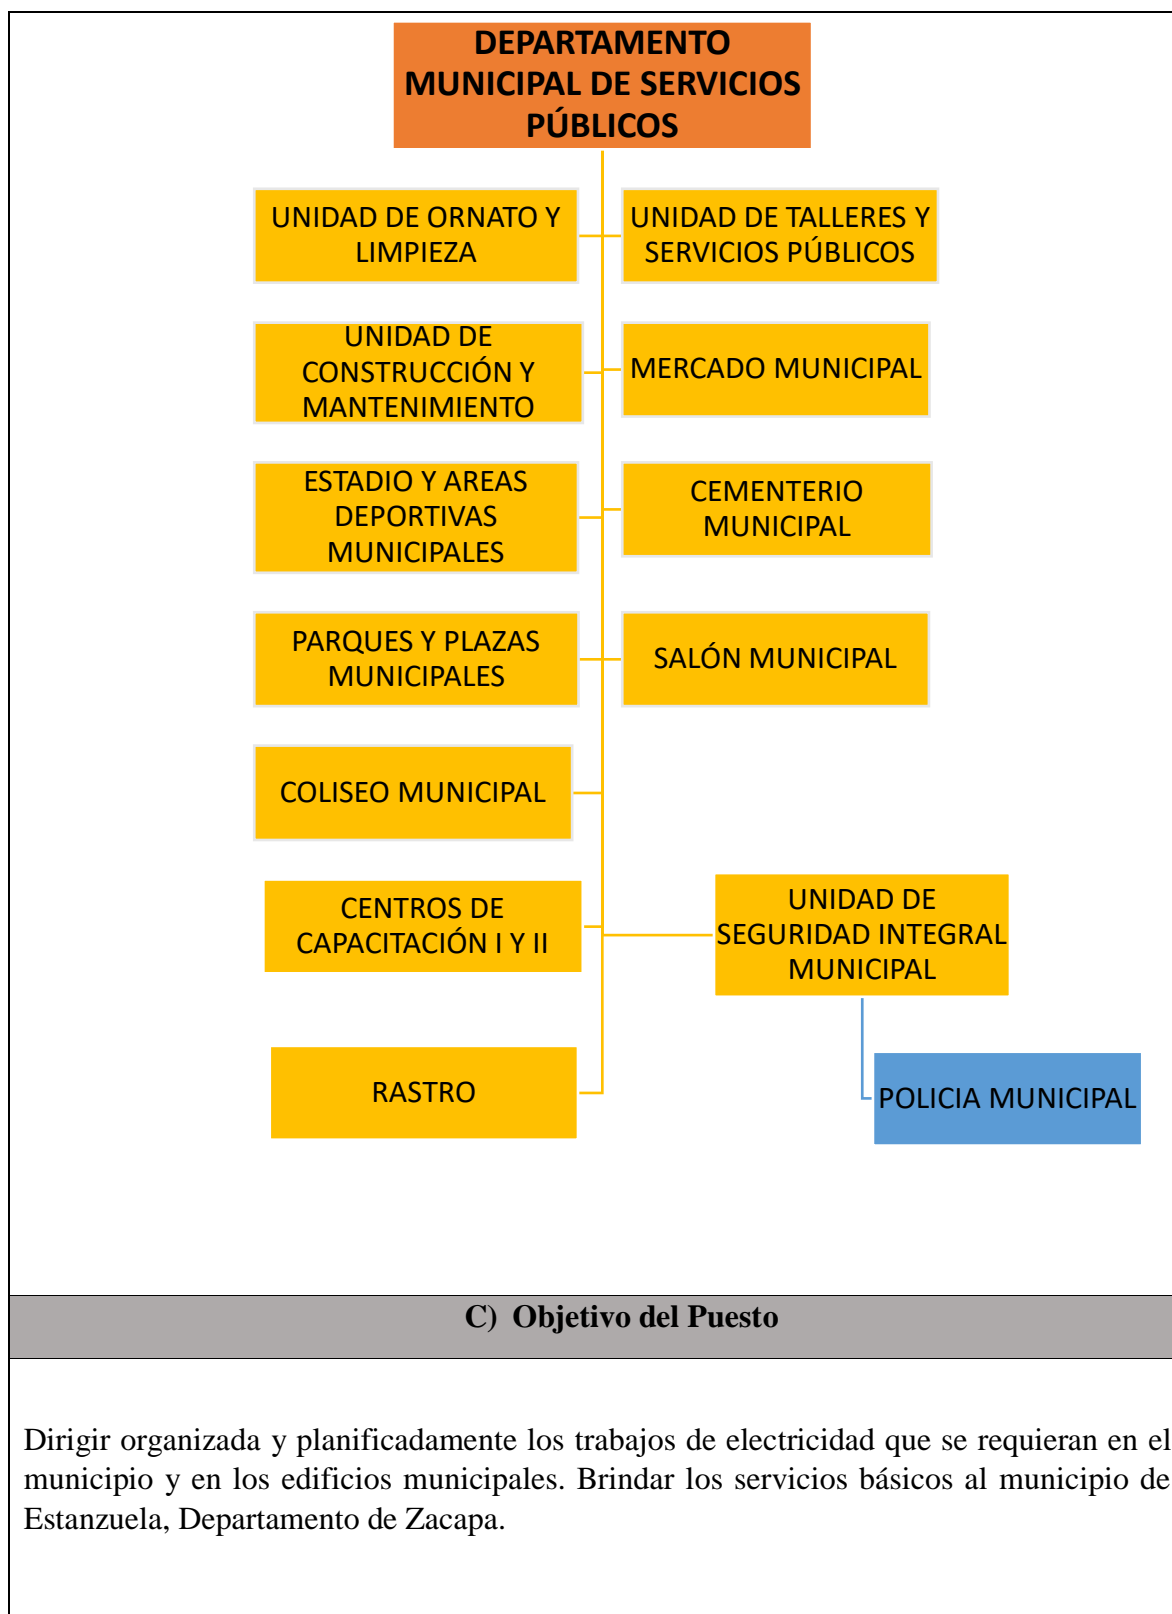 DEPARTAMENTO
MUNICIPAL DE SERVICIOS
PÚBLICOS
UNIDAD DE ORNATO Y
LIMPIEZA
UNIDAD DE TALLERES Y
SERVICIOS PÚBLICOS
UNIDAD DE
CONSTRUCCIÓN Y
MANTENIMIENTO
MERCADO MUNICIPAL
ESTADIO Y AREAS
DEPORTIVAS
MUNICIPALES
CEMENTERIO
MUNICIPAL
PARQUES Y PLAZAS
MUNICIPALES
SALÓN MUNICIPAL
COLISEO MUNICIPAL
CENTROS DE
CAPACITACIÓN I Y II
UNIDAD DE
SEGURIDAD INTEGRAL
MUNICIPAL
RASTRO
POLICIA MUNICIPAL
C) Objetivo del Puesto
Dirigir organizada y planificadamente los trabajos de electricidad que se requieran en el
municipio y en los edificios municipales. Brindar los servicios básicos al municipio de
Estanzuela, Departamento de Zacapa.